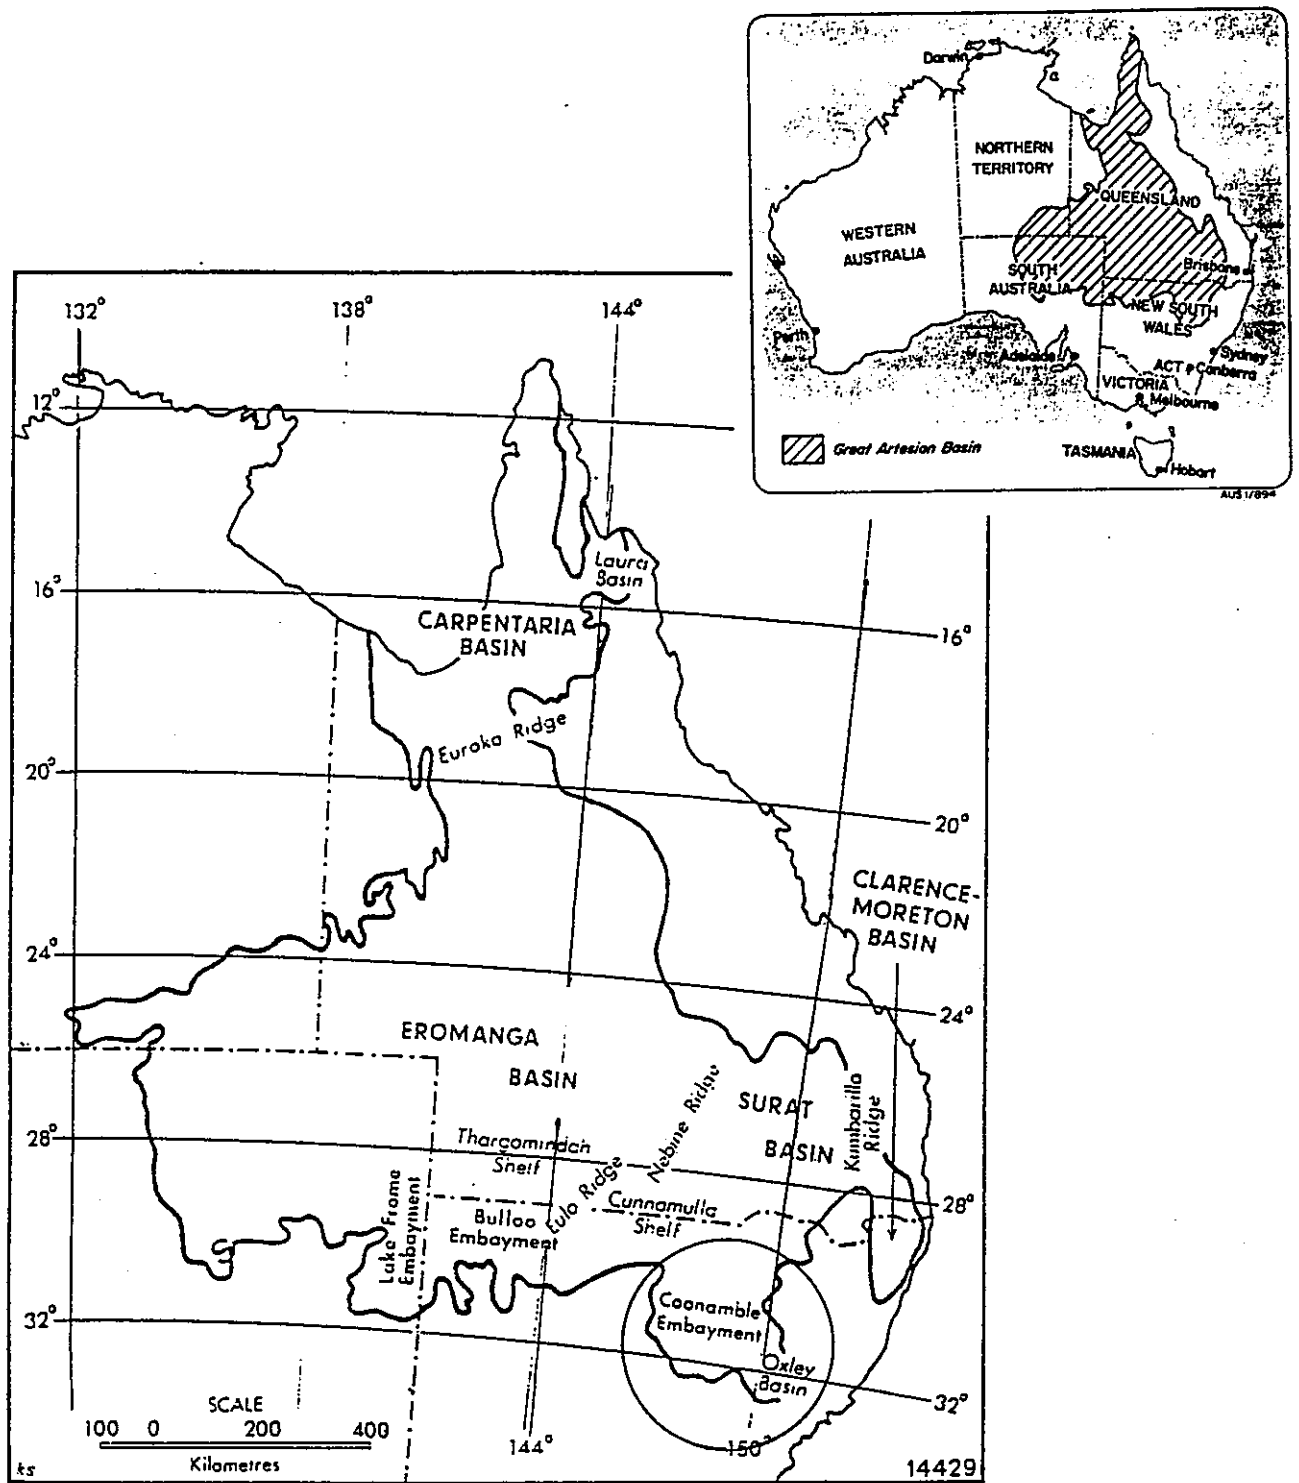 Darwin
NORTHERN
TERRITORY
QUEENSLAND
WESTERN
AUSTRALIA
SOUTH
AUSTRALIA
Brisbane
NEW SOUTH
WALES
Perth
Adelaide
Sydney
ACT
Canberra
VICTORIA
Melbourne
Great Artesian Basin
TASMANIA
Hobart
AUS 1/894
132°
138°
144°
12°
Laura
Basin
16°
CARPENTARIA
BASIN
16°
Euroka Ridge
20°
20°
CLARENCE-
MORETON
BASIN
24°
24°
EROMANGA
BASIN
Nebine Ridge
SURAT
BASIN
Kumbarilla
Ridge
28°
Thargomindah
Shelf
28°
Lake Frome
Embayment
Bulloo
Embayment
Eulo Ridge
Cunnamulla
Shelf
Coonamble
Embayment
32°
Oxley
Basin
32°
SCALE
100 0 200 400
Kilometres
144°
150°
ks
14429